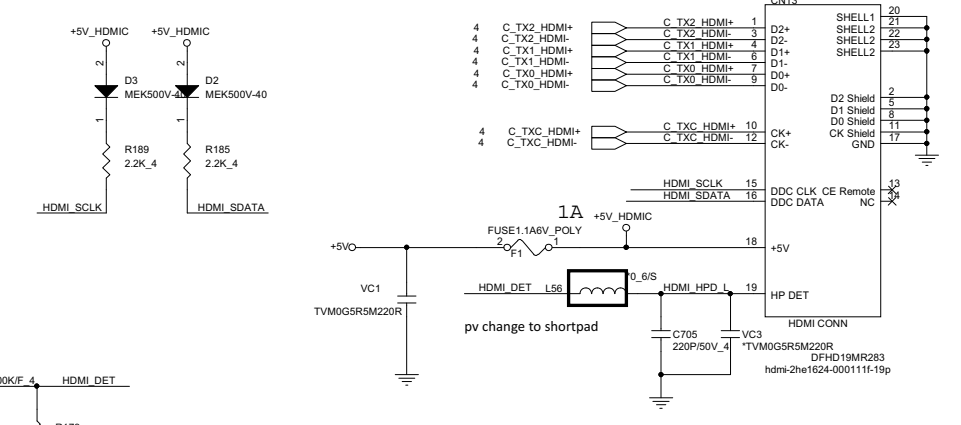 CNT3
+5V_HDMIC +5V_HDMIC
2 2
D3 D2
MEK500V-40 MEK500V-40
1 1
R189 R185
2.2K_4 2.2K_4
HDMI_SCLK HDMI_SDATA
4 C_TX2_HDMI+ C_TX2_HDMI+ 1 D2+
4 C_TX2_HDMI- C_TX2_HDMI- 3 D2-
4 C_TX1_HDMI+ C_TX1_HDMI+ 4 D1+
4 C_TX1_HDMI- C_TX1_HDMI- 6 D1-
4 C_TX0_HDMI+ C_TX0_HDMI+ 7 D0+
4 C_TX0_HDMI- C_TX0_HDMI- 9 D0-
4 C_TXC_HDMI+ C_TXC_HDMI+ 10 CK+
4 C_TXC_HDMI- C_TXC_HDMI- 12 CK-
SHELL1 20
SHELL2 21
SHELL2 22
SHELL2 23
D2 Shield 2
D1 Shield 5
D0 Shield 8
CK Shield 11
GND 17
HDMI_SCLK 15 DDC CLK CE Remote 13
HDMI_SDATA 16 DDC DATA NC 14
1A +5V_HDMIC
FUSE1.1A6V_POLY
+5V 2 F1 1 18 +5V
VC1
TVM0G5R5M220R
*0_6/S
HDMI_DET L56 HDMI_HPD_L 19 HP DET
pv change to shortpad
HDMI CONN
C705 VC3
220P/50V_4 *TVM0G5R5M220R
DFHD19MR283
hdmi-2he1624-000111f-19p
00K/F_4 HDMI_DET